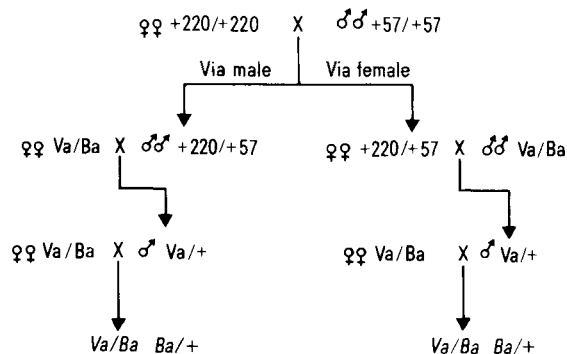 ♀♀ +220/+220 X ♂♂ +57/+57
Via male Via female
♀♀ Va/Ba X ♂♂ +220/+57 ♀♀ +220/+57 X ♂♂ Va/Ba
♀♀ Va/Ba X ♂ Va/+ ♀♀ Va/Ba X ♂ Va/+
Va/Ba Ba/+ Va/Ba Ba/+